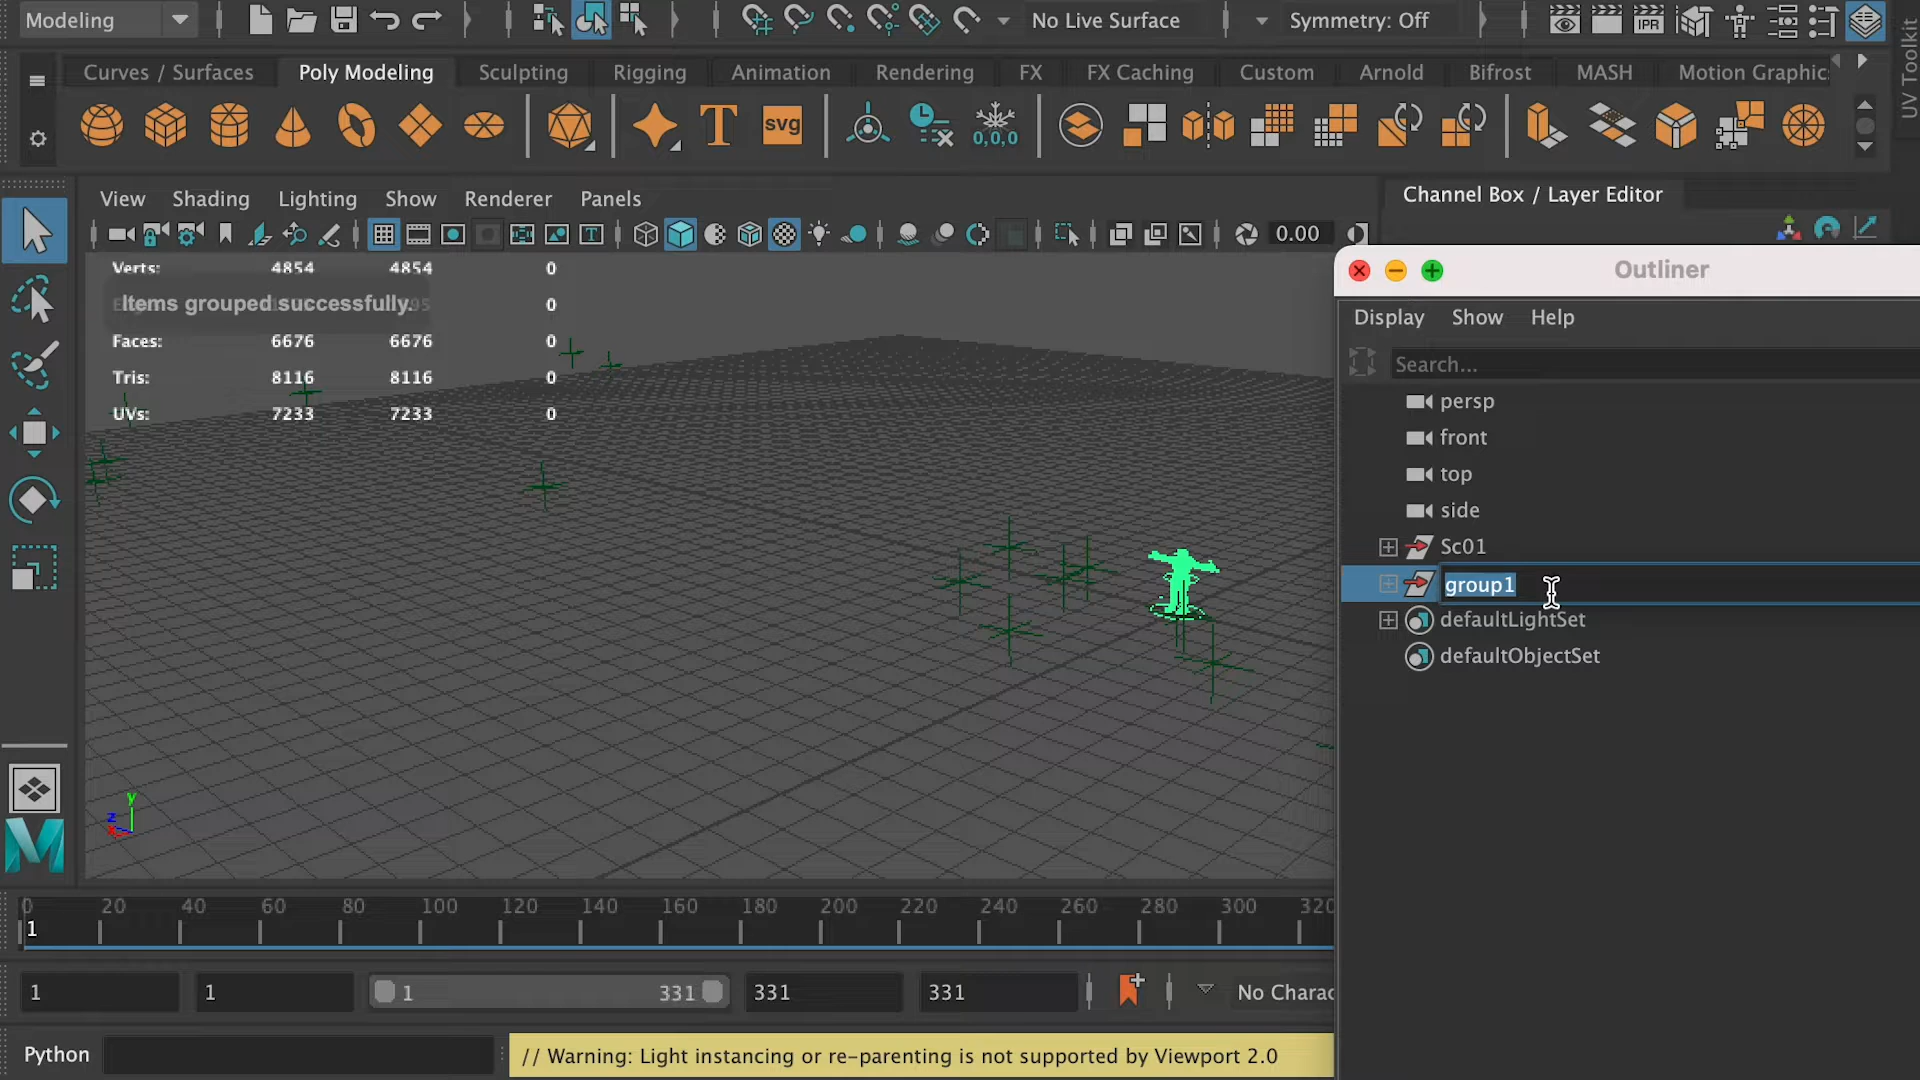 Modeling
No Live Surface
Symmetry: Off
UV Toolkit
Curves / Surfaces
Poly Modeling
Sculpting
Rigging
Animation
Rendering
FX
FX Caching
Custom
Arnold
Bifrost
MASH
Motion Graphic
IPR
T
svg
0,0,0
View
Shading
Lighting
Show
Renderer
Panels
Channel Box / Layer Editor
0.00
Verts: 4854 4854 0
Items grouped successfully.
0
Faces: 6676 6676 0
Tris: 8116 8116 0
UVs: 7233 7233 0
Outliner
Display Show Help
Search...
persp
front
top
side
Sc01
group1
defaultLightSet
defaultObjectSet
y
z
x
0 20 40 60 80 100 120 140 160 180 200 220 240 260 280 300 320
1
1 1 1 331 331 331 No Charac
Python
// Warning: Light instancing or re-parenting is not supported by Viewport 2.0